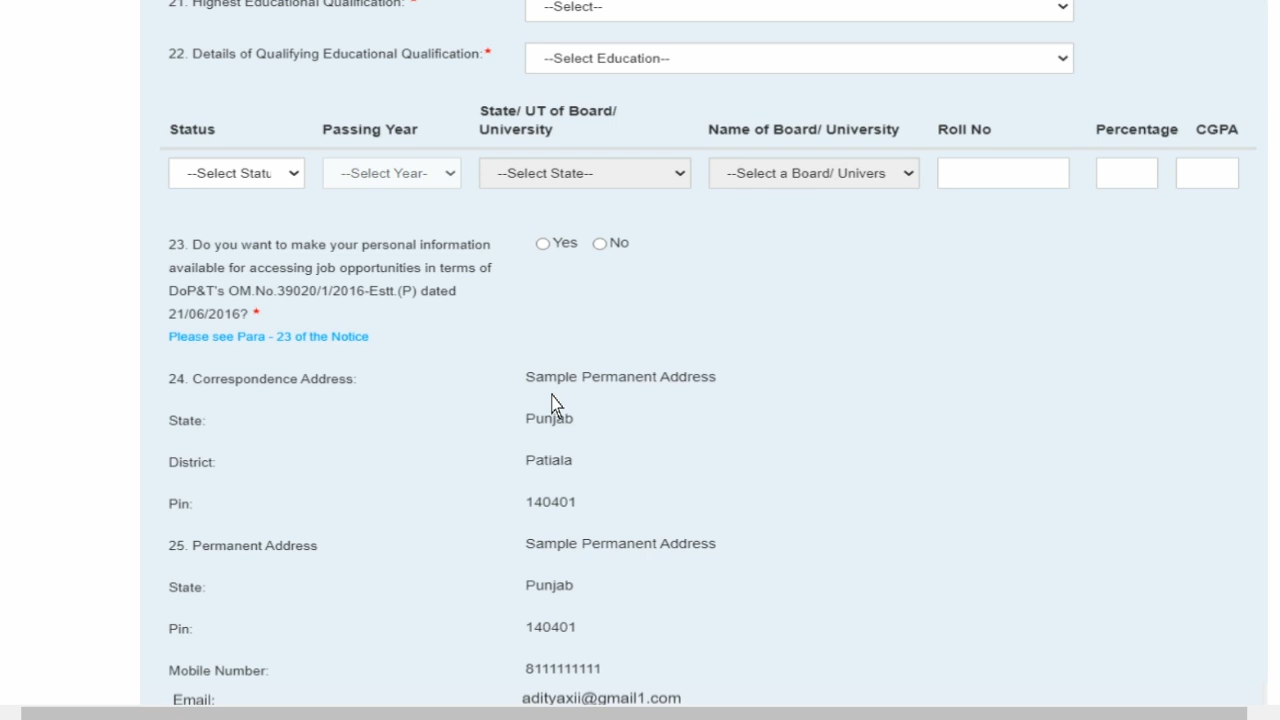 21. Highest Educational Qualification: *
--Select--
22. Details of Qualifying Educational Qualification:*
--Select Education--
State/ UT of Board/
Status Passing Year University Name of Board/ University Roll No Percentage CGPA
--Select Statu --Select Year- --Select State-- --Select a Board/ Univers
23. Do you want to make your personal information Yes No
available for accessing job opportunities in terms of
DoP&T's OM.No.39020/1/2016-Estt.(P) dated
21/06/2016? *
Please see Para - 23 of the Notice
24. Correspondence Address: Sample Permanent Address
State: Punjab
District: Patiala
Pin: 140401
25. Permanent Address Sample Permanent Address
State: Punjab
Pin: 140401
Mobile Number: 8111111111
Email: adityaxii@gmail1.com